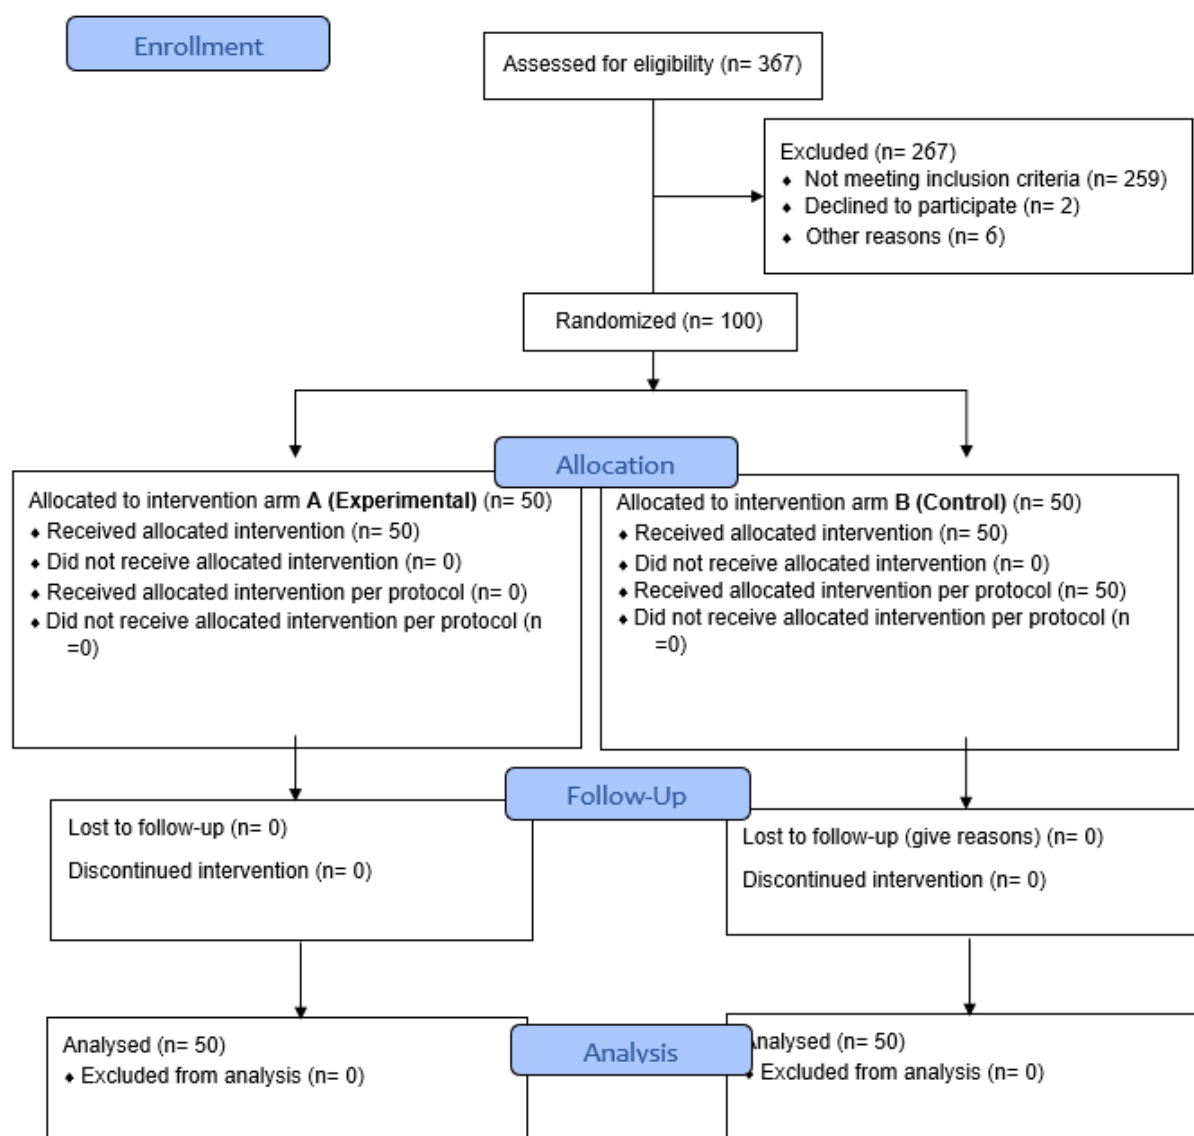 Enrollment
Assessed for eligibility (n= 367)
Excluded (n= 267)
⬧ Not meeting inclusion criteria (n= 259)
⬧ Declined to participate (n= 2)
⬧ Other reasons (n= 6)
Randomized (n= 100)
Allocation
Allocated to intervention arm A (Experimental) (n= 50)
⬧ Received allocated intervention (n= 50)
⬧ Did not receive allocated intervention (n= 0)
⬧ Received allocated intervention per protocol (n= 0)
⬧ Did not receive allocated intervention per protocol (n
=0)
Allocated to intervention arm B (Control) (n= 50)
⬧ Received allocated intervention (n= 50)
⬧ Did not receive allocated intervention (n= 0)
⬧ Received allocated intervention per protocol (n= 50)
⬧ Did not receive allocated intervention per protocol (n
=0)
Follow-Up
Lost to follow-up (n= 0)
Discontinued intervention (n= 0)
Lost to follow-up (give reasons) (n= 0)
Discontinued intervention (n= 0)
Analysis
Analysed (n= 50)
⬧ Excluded from analysis (n= 0)
Analysed (n= 50)
⬧ Excluded from analysis (n= 0)